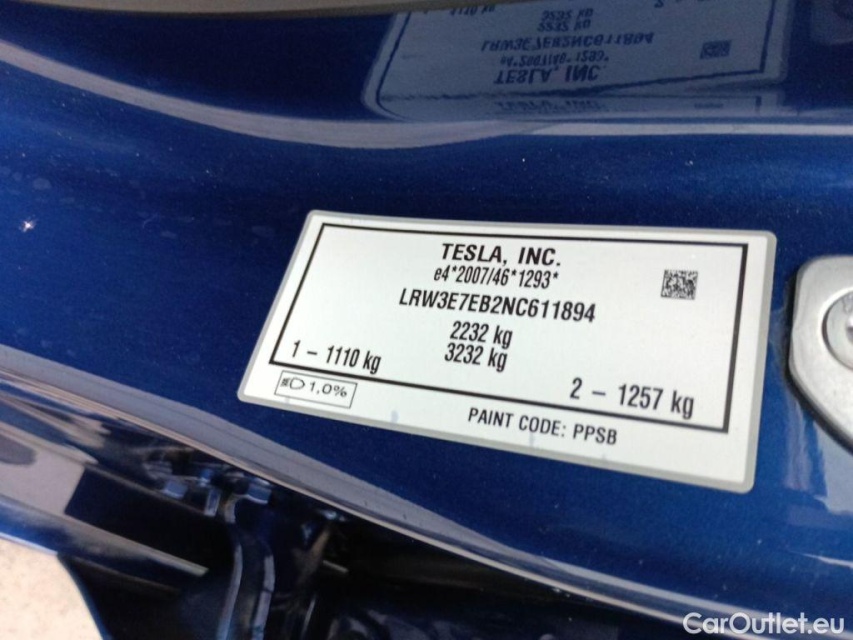 TESLA, INC.
e4*2007/46*1293*
LRW3E7EB2NC611894
2232 kg
3232 kg
1 – 1110 kg
2 – 1257 kg
1.0%
PAINT CODE: PPSB
CarOutlet.eu